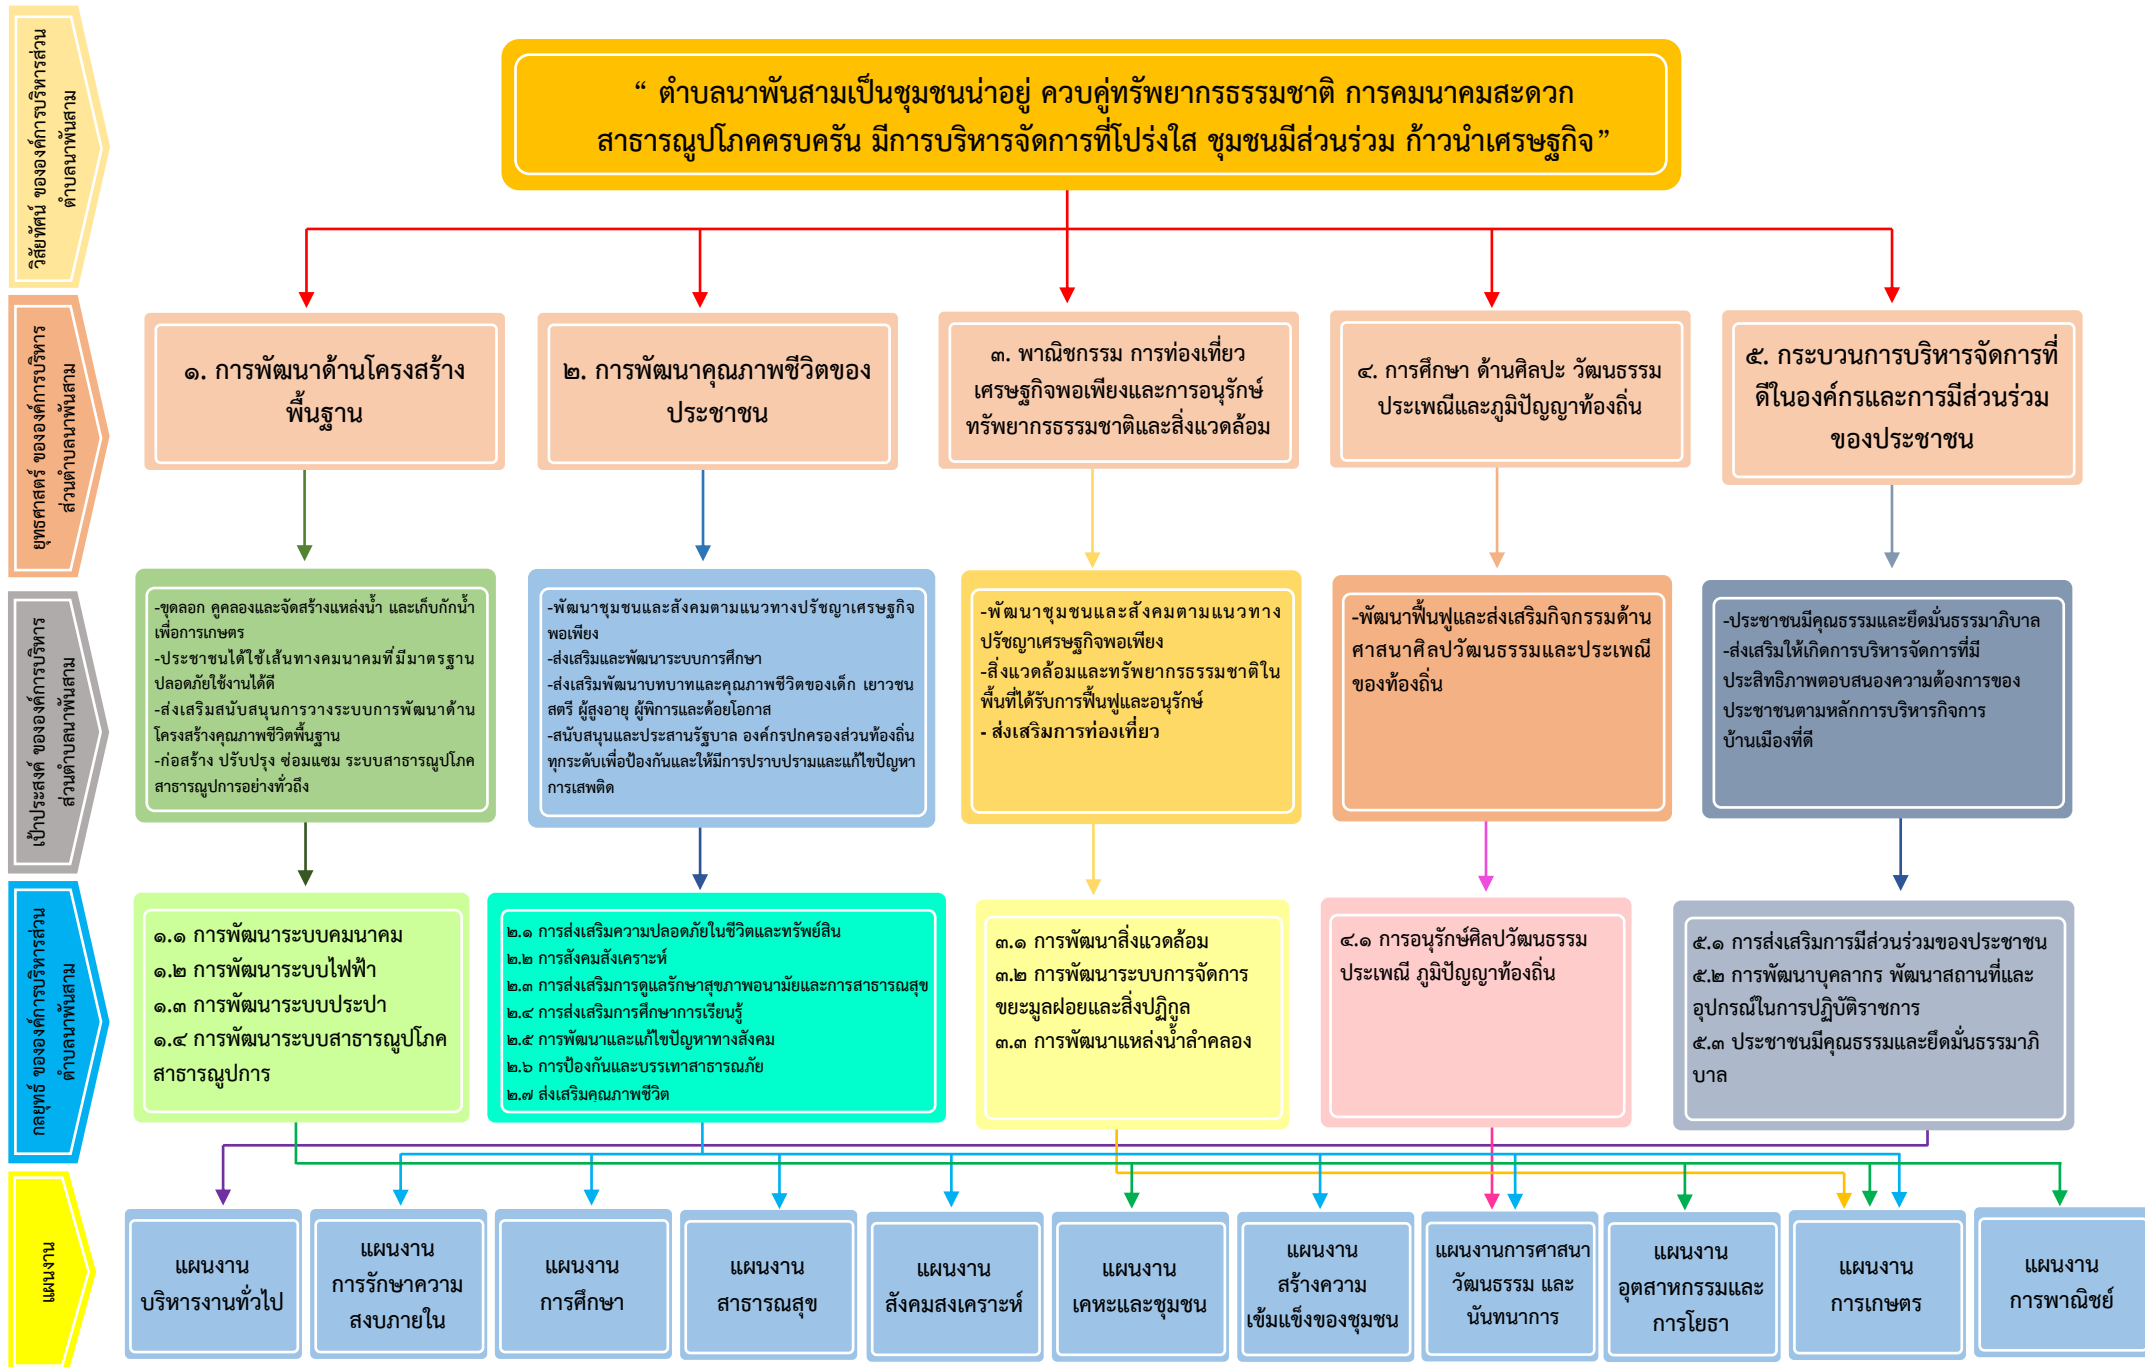 วิสัยทัศน์ ขององค์การบริหารส่วน
ตำบลนาพันสาม
“ ตำบลนาพันสามเป็นชุมชนน่าอยู่ ควบคู่ทรัพยากรธรรมชาติ การคมนาคมสะดวก
สาธารณูปโภคครบครัน มีการบริหารจัดการที่โปร่งใส ชุมชนมีส่วนร่วม ก้าวนำเศรษฐกิจ”
ยุทธศาสตร์ ขององค์การบริหาร
ส่วนตำบลนาพันสาม
๑. การพัฒนาด้านโครงสร้าง
พื้นฐาน
๒. การพัฒนาคุณภาพชีวิตของ
ประชาชน
๓. พาณิชกรรม การท่องเที่ยว
เศรษฐกิจพอเพียงและการอนุรักษ์
ทรัพยากรธรรมชาติและสิ่งแวดล้อม
๔. การศึกษา ด้านศิลปะ วัฒนธรรม
ประเพณีและภูมิปัญญาท้องถิ่น
๕. กระบวนการบริหารจัดการที่
ดีในองค์กรและการมีส่วนร่วม
ของประชาชน
เป้าประสงค์ ขององค์การบริหาร
ส่วนตำบลนาพันสาม
-ขุดลอก คูคลองและจัดสร้างแหล่งน้ำ และเก็บกักน้ำ
เพื่อการเกษตร
-ประชาชนได้ใช้เส้นทางคมนาคมที่มีมาตรฐาน
ปลอดภัยใช้งานได้ดี
-ส่งเสริมสนับสนุนการวางระบบการพัฒนาด้าน
โครงสร้างคุณภาพชีวิตพื้นฐาน
-ก่อสร้าง ปรับปรุง ซ่อมแซม ระบบสาธารณูปโภค
สาธารณูปการอย่างทั่วถึง
-พัฒนาชุมชนและสังคมตามแนวทางปรัชญาเศรษฐกิจ
พอเพียง
-ส่งเสริมและพัฒนาระบบการศึกษา
-ส่งเสริมพัฒนาบทบาทและคุณภาพชีวิตของเด็ก เยาวชน
สตรี ผู้สูงอายุ ผู้พิการและด้อยโอกาส
-สนับสนุนและประสานรัฐบาล องค์กรปกครองส่วนท้องถิ่น
ทุกระดับเพื่อป้องกันและให้มีการปราบปรามและแก้ไขปัญหา
การเสพติด
-พัฒนาชุมชนและสังคมตามแนวทาง
ปรัชญาเศรษฐกิจพอเพียง
-สิ่งแวดล้อมและทรัพยากรธรรมชาติใน
พื้นที่ได้รับการฟื้นฟูและอนุรักษ์
- ส่งเสริมการท่องเที่ยว
-พัฒนาฟื้นฟูและส่งเสริมกิจกรรมด้าน
ศาสนาศิลปวัฒนธรรมและประเพณี
ของท้องถิ่น
-ประชาชนมีคุณธรรมและยึดมั่นธรรมาภิบาล
-ส่งเสริมให้เกิดการบริหารจัดการที่มี
ประสิทธิภาพตอบสนองความต้องการของ
ประชาชนตามหลักการบริหารกิจการ
บ้านเมืองที่ดี
กลยุทธ์ ขององค์การบริหารส่วน
ตำบลนาพันสาม
๑.๑ การพัฒนาระบบคมนาคม
๑.๒ การพัฒนาระบบไฟฟ้า
๑.๓ การพัฒนาระบบประปา
๑.๔ การพัฒนาระบบสาธารณูปโภค
สาธารณูปการ
๒.๑ การส่งเสริมความปลอดภัยในชีวิตและทรัพย์สิน
๒.๒ การสังคมสังเคราะห์
๒.๓ การส่งเสริมการดูแลรักษาสุขภาพอนามัยและการสาธารณสุข
๒.๔ การส่งเสริมการศึกษาการเรียนรู้
๒.๕ การพัฒนาและแก้ไขปัญหาทางสังคม
๒.๖ การป้องกันและบรรเทาสาธารณภัย
๒.๗ ส่งเสริมคุณภาพชีวิต
๓.๑ การพัฒนาสิ่งแวดล้อม
๓.๒ การพัฒนาระบบการจัดการ
ขยะมูลฝอยและสิ่งปฏิกูล
๓.๓ การพัฒนาแหล่งน้ำลำคลอง
๔.๑ การอนุรักษ์ศิลปวัฒนธรรม
ประเพณี ภูมิปัญญาท้องถิ่น
๕.๑ การส่งเสริมการมีส่วนร่วมของประชาชน
๕.๒ การพัฒนาบุคลากร พัฒนาสถานที่และ
อุปกรณ์ในการปฏิบัติราชการ
๕.๓ ประชาชนมีคุณธรรมและยึดมั่นธรรมาภิ
บาล
แผนงาน
แผนงาน
บริหารงานทั่วไป
แผนงาน
การรักษาความ
สงบภายใน
แผนงาน
การศึกษา
แผนงาน
สาธารณสุข
แผนงาน
สังคมสงเคราะห์
แผนงาน
เคหะและชุมชน
แผนงาน
สร้างความ
เข้มแข็งของชุมชน
แผนงานการศาสนา
วัฒนธรรม และ
นันทนาการ
แผนงาน
อุตสาหกรรมและ
การโยธา
แผนงาน
การเกษตร
แผนงาน
การพาณิชย์